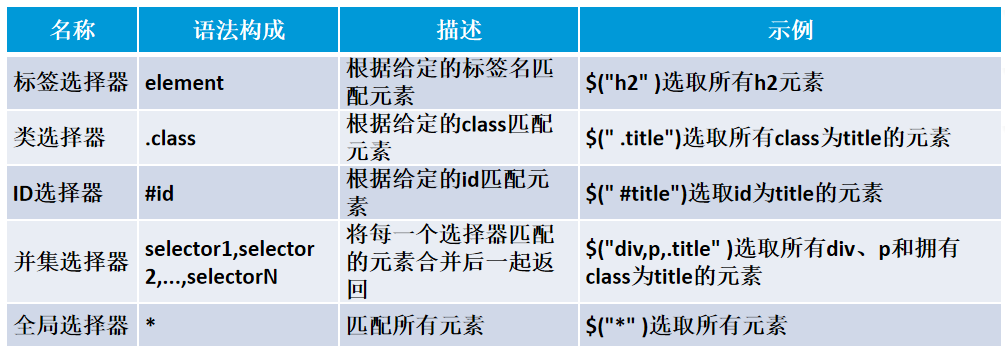 名称 语法构成 描述 示例
标签选择器 element 根据给定的标签名匹 $("h2" )选取所有h2元素
配元素
类选择器 .class 根据给定的class匹配 $(" .title")选取所有class为title的元素
元素
ID选择器 #id 根据给定的id匹配元 $(" #title")选取id为title的元素
素
并集选择器 selector1,selector
2,...,selectorN
将每一个选择器匹配
的元素合并后一起返
回
$("div,p,.title" )选取所有div、p和拥有
class为title的元素
全局选择器 * 匹配所有元素 $("*" )选取所有元素